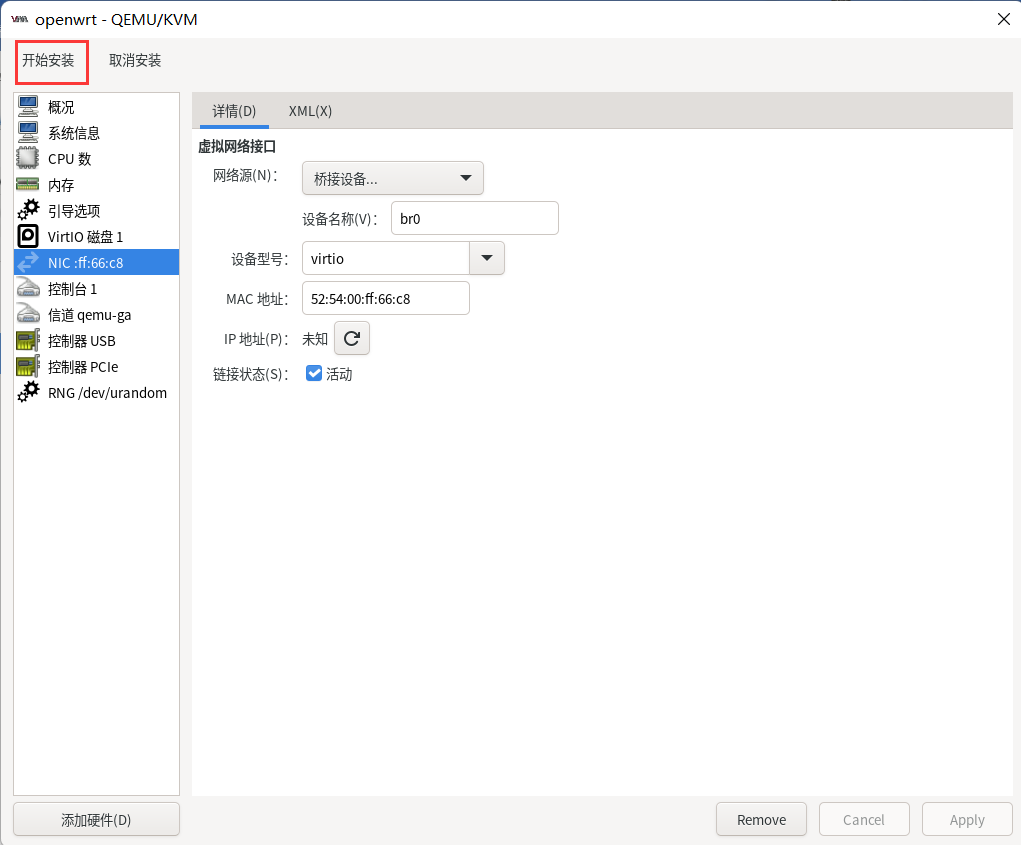 openwrt - QEMU/KVM
开始安装 取消安装
概况
系统信息
CPU 数
内存
引导选项
VirtIO 磁盘 1
NIC :ff:66:c8
控制台 1
信道 qemu-ga
控制器 USB
控制器 PCIe
RNG /dev/urandom
添加硬件(D)
详情(D) XML(X)
虚拟网络接口
网络源(N)： 桥接设备...
设备名称(V)： br0
设备型号： virtio
MAC 地址： 52:54:00:ff:66:c8
IP 地址(P)： 未知
链接状态(S)： 活动
Remove Cancel Apply